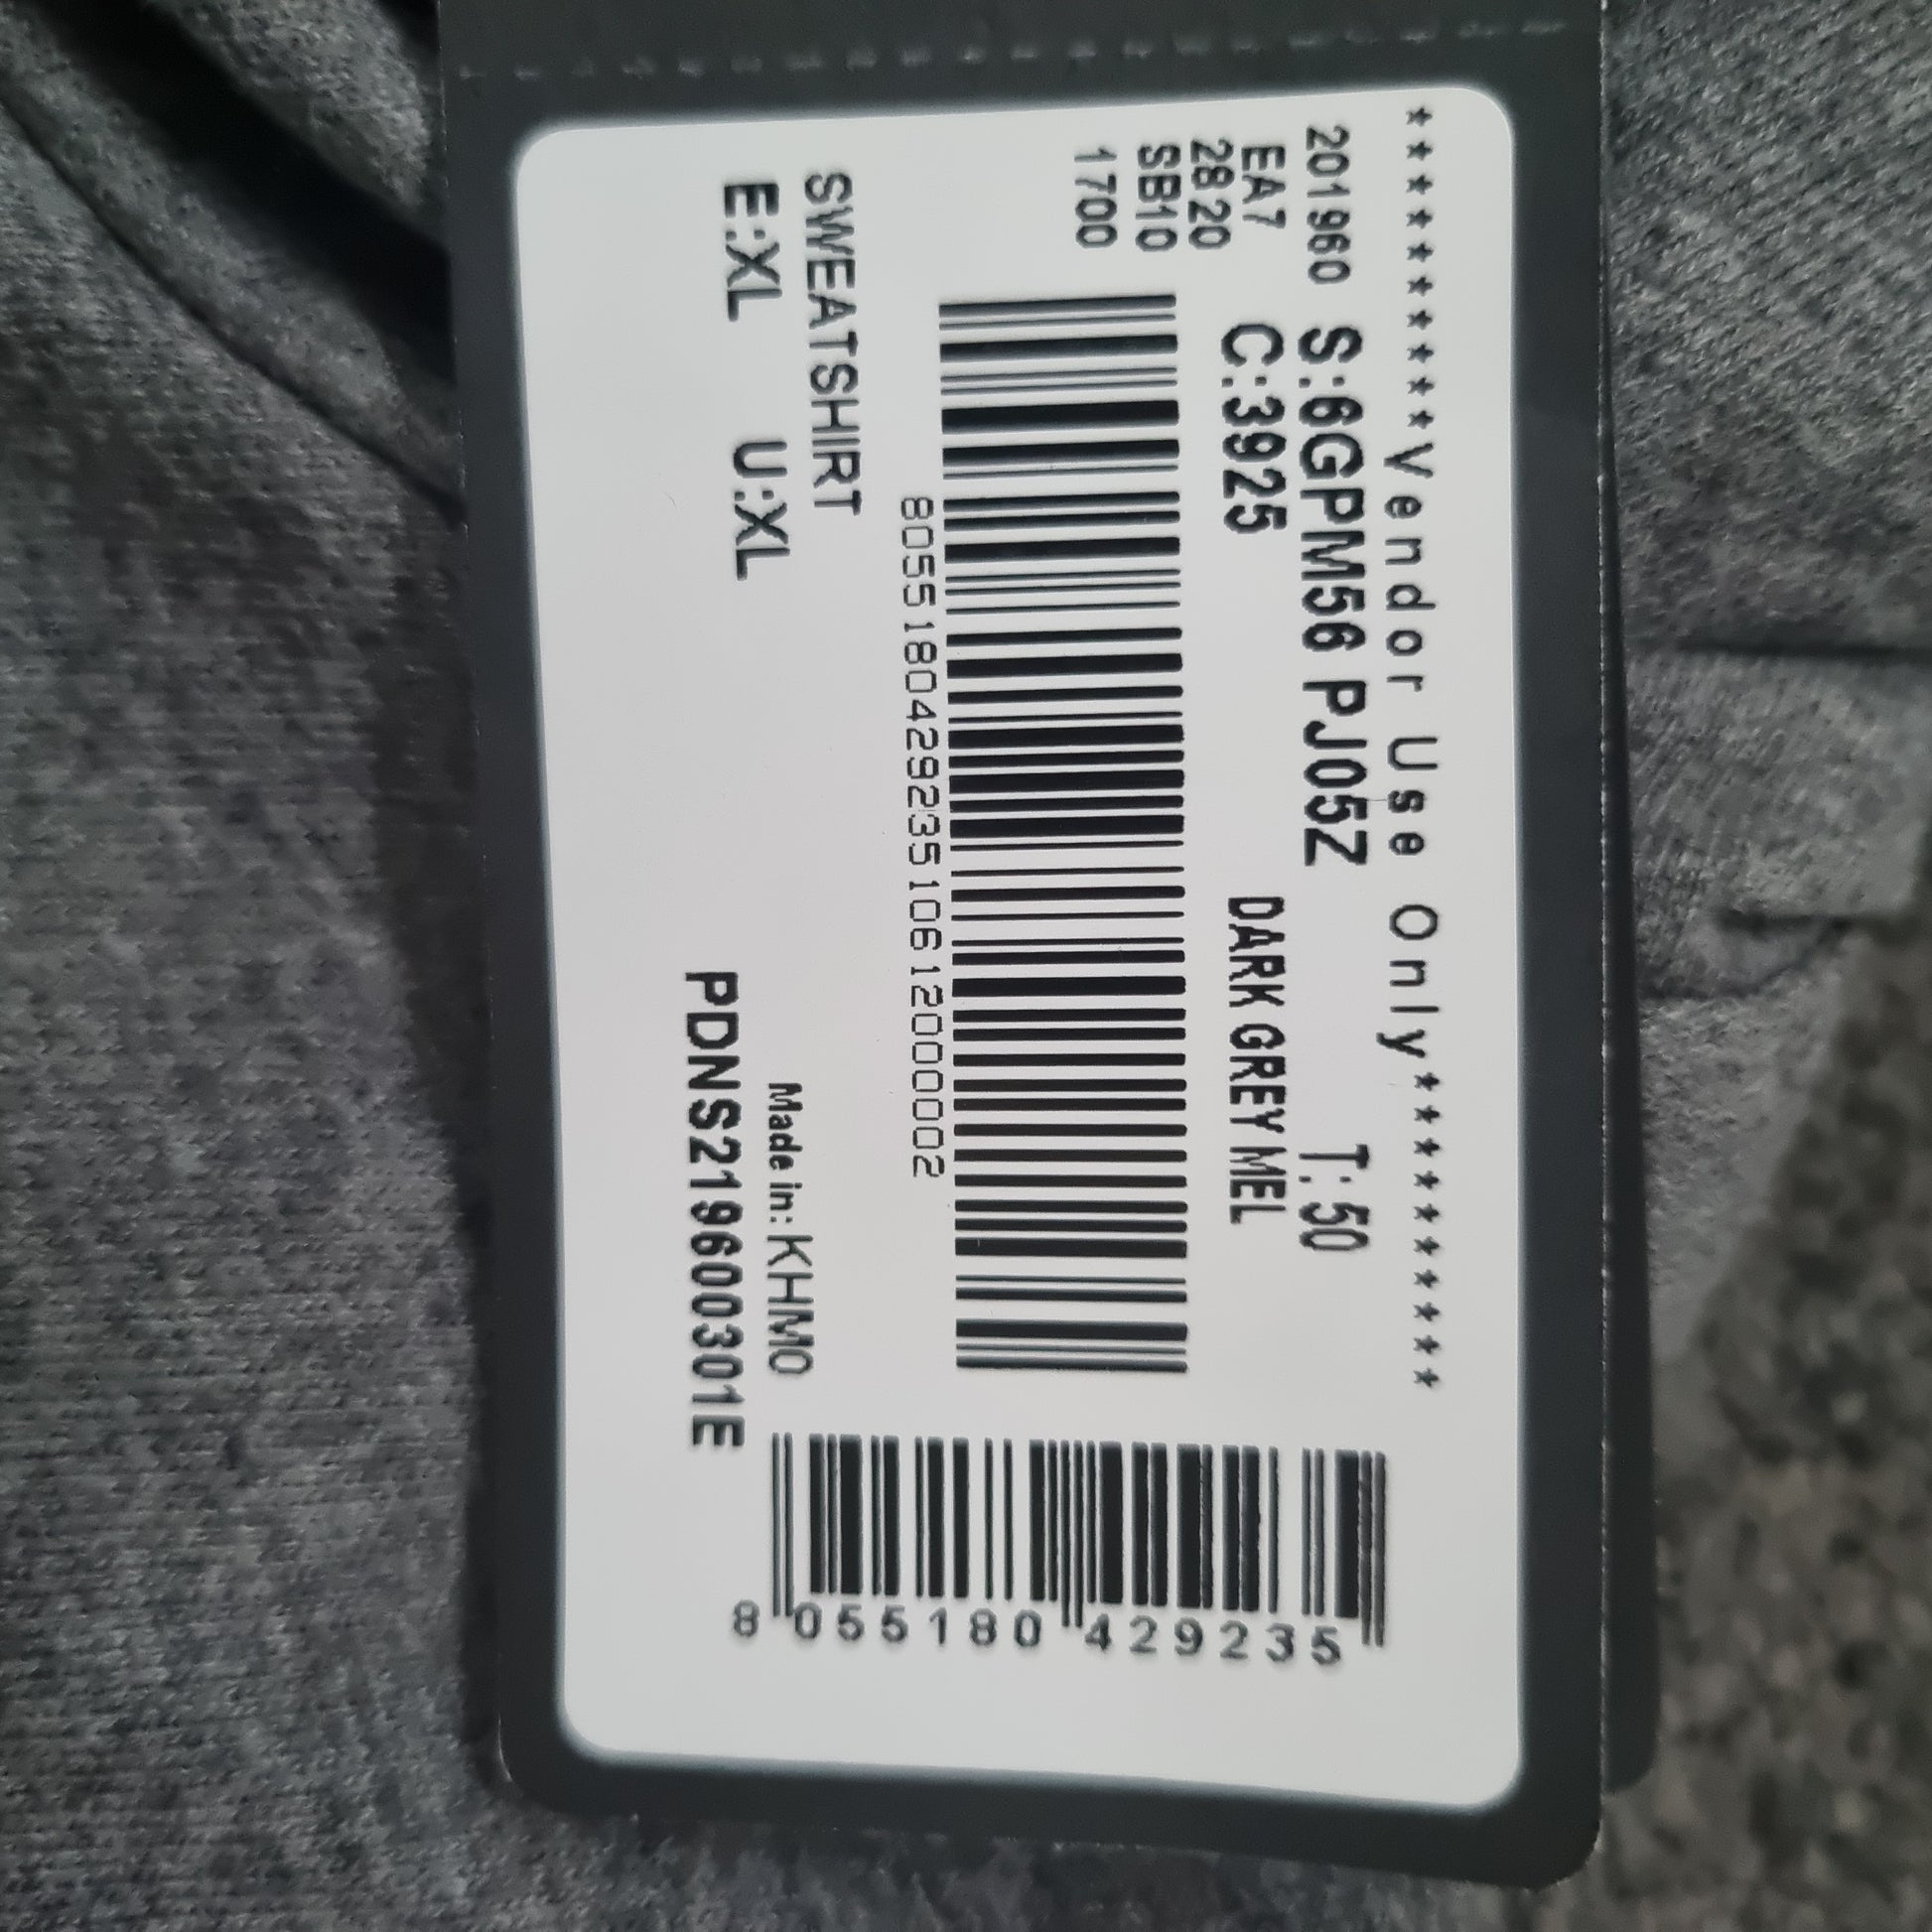 ************Vendor Use Only************
201960 S:6GPM56 PJ05Z T: 50
EA7 C:3925 DARK GREY MEL
2820
SB10
1700
8055180429235106120000002
SWEATSHIRT
E:XL U:XL
Made in: KHM0
PDNS219600301E
8 055180 429235